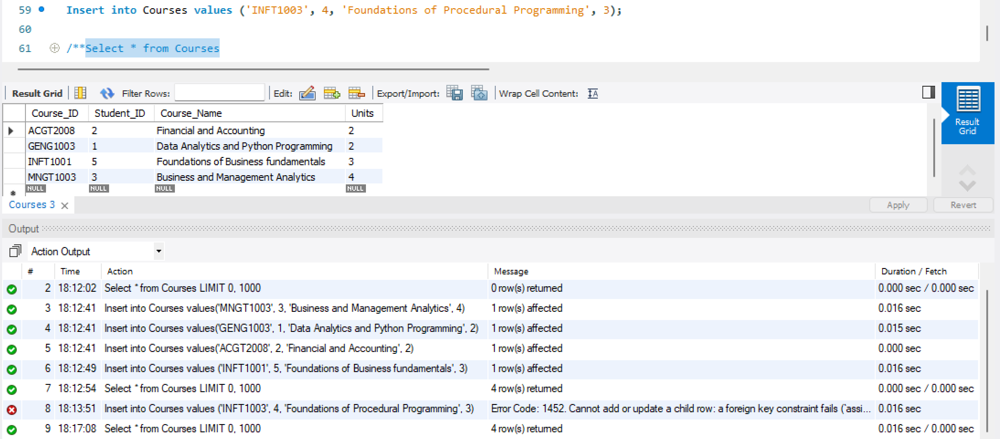 59 Insert into Courses values ('INFT1003', 4, 'Foundations of Procedural Programming', 3);
60
61 /**Select * from Courses
Result Grid Filter Rows: Edit: Export/Import: Wrap Cell Content:
Result Grid
Course_ID Student_ID Course_Name Units
ACGT2008 2 Financial and Accounting 2
GENG1003 1 Data Analytics and Python Programming 2
INFT1001 5 Foundations of Business fundamentals 3
MNGT1003 3 Business and Management Analytics 4
NULL NULL NULL NULL
Courses 3 Apply Revert
Output
Action Output
# Time Action Message Duration / Fetch
2 18:12:02 Select * from Courses LIMIT 0, 1000 0 row(s) returned 0.000 sec / 0.000 sec
3 18:12:41 Insert into Courses values('MNGT1003', 3, 'Business and Management Analytics', 4) 1 row(s) affected 0.016 sec
4 18:12:41 Insert into Courses values('GENG1003', 1, 'Data Analytics and Python Programming', 2) 1 row(s) affected 0.015 sec
5 18:12:41 Insert into Courses values('ACGT2008', 2, 'Financial and Accounting', 2) 1 row(s) affected 0.000 sec
6 18:12:49 Insert into Courses values ('INFT1001', 5, 'Foundations of Business fundamentals', 3) 1 row(s) affected 0.016 sec
7 18:12:54 Select * from Courses LIMIT 0, 1000 4 row(s) returned 0.000 sec / 0.000 sec
8 18:13:51 Insert into Courses values ('INFT1003', 4, 'Foundations of Procedural Programming', 3) Error Code: 1452. Cannot add or update a child row: a foreign key constraint fails (`assi... 0.016 sec
9 18:17:08 Select * from Courses LIMIT 0, 1000 4 row(s) returned 0.016 sec / 0.000 sec